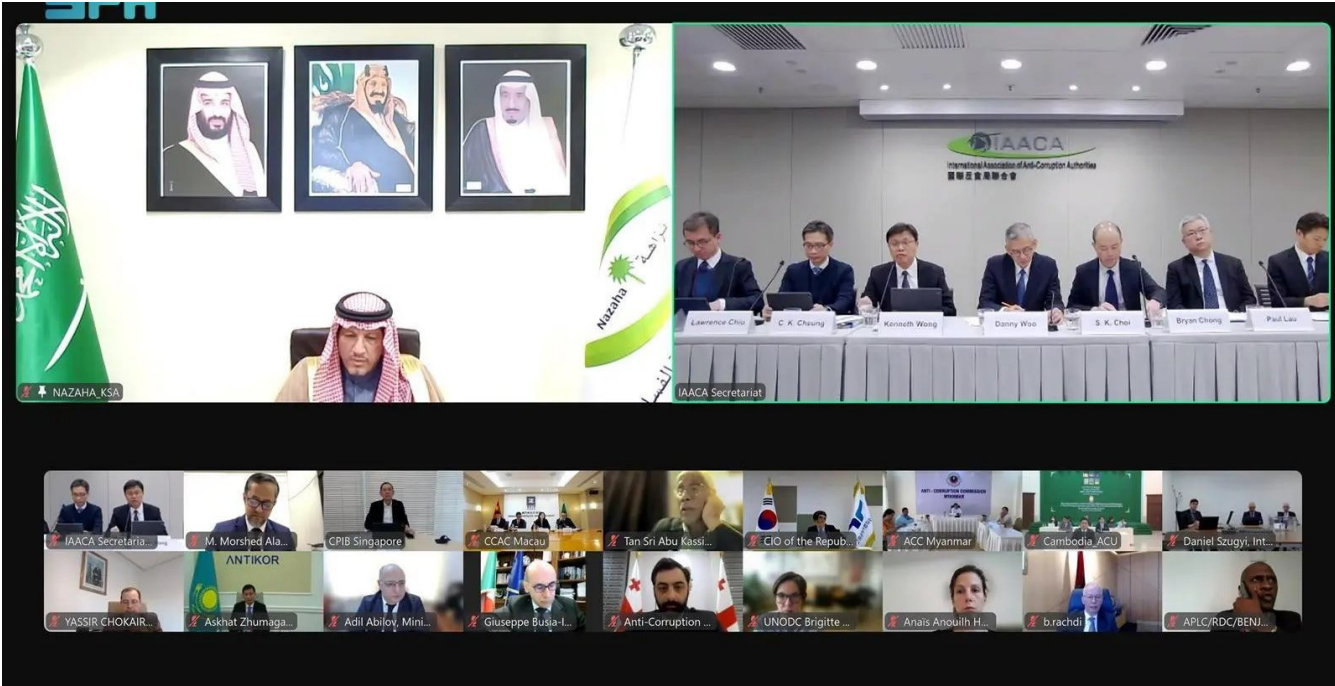 SPA
نزاهة
Nazaha
NAZAHA_KSA
IAACA
International Association of Anti-Corruption Authorities
國際反貪局聯合會
Lawrence Chiu
C. K. Cheung
Kenneth Wong
Danny Woo
S. K. Choi
Bryan Chong
Paul Lau
IAACA Secretariat
IAACA Secretaria...
M. Morshed Ala...
CPIB Singapore
CCAC Macau
Tan Sri Abu Kassi...
CIO of the Repub...
ANTI - CORRUPTION COMMISSION
MYANMAR
ACC Myanmar
Cambodia_ACU
Daniel Szugyi, Int...
YASSIR CHOKAIR...
ANTIKOR
Askhat Zhumaga...
Adil Abilov, Mini...
Giuseppe Busia-I...
Anti-Corruption ...
UNODC Brigitte ...
Anaïs Anouilh H...
b.rachdi
APLC/RDC/BENJ...